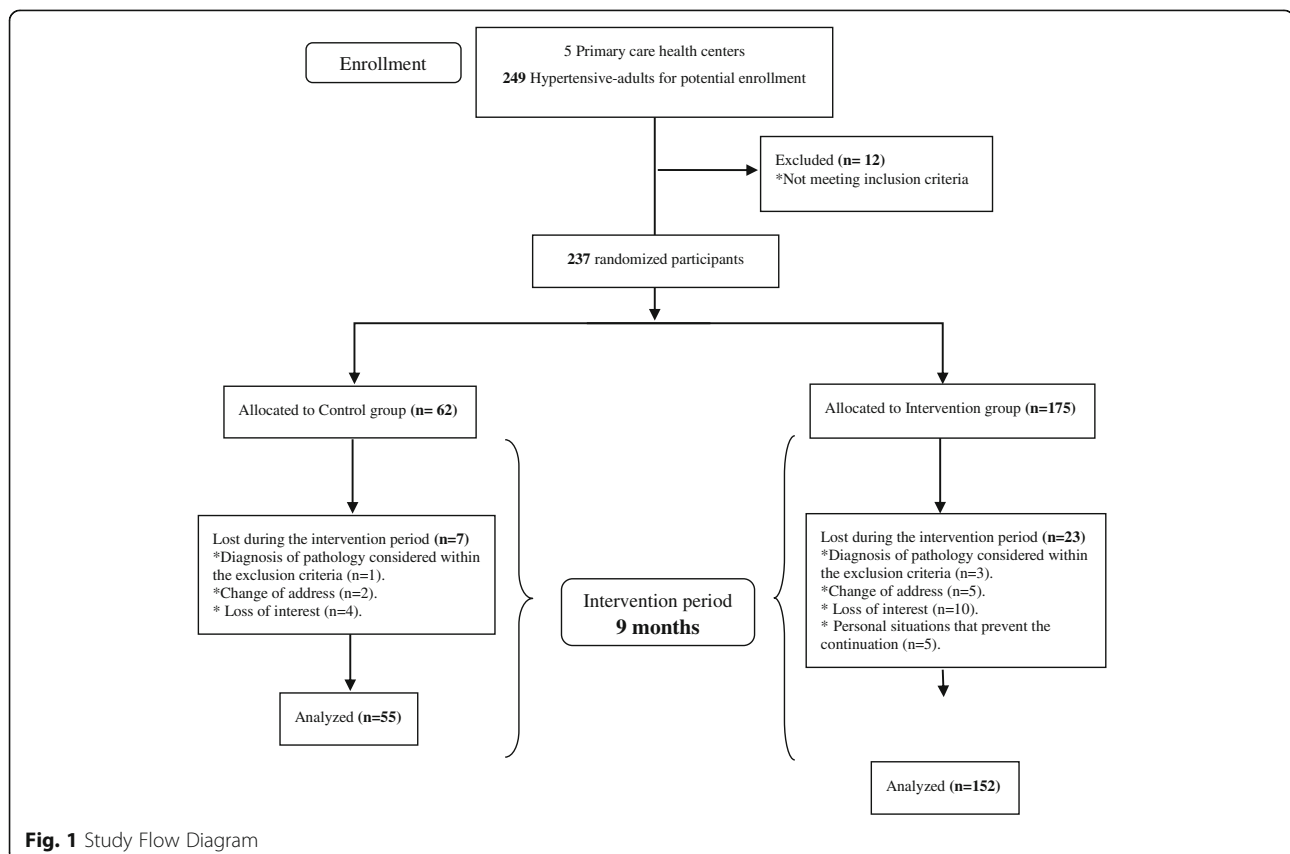 Enrollment
5 Primary care health centers
249 Hypertensive-adults for potential enrollment
Excluded (n= 12)
*Not meeting inclusion criteria
237 randomized participants
Allocated to Control group (n= 62)
Allocated to Intervention group (n=175)
Lost during the intervention period (n=7)
*Diagnosis of pathology considered within
the exclusion criteria (n=1).
*Change of address (n=2).
* Loss of interest (n=4).
Intervention period
9 months
Lost during the intervention period (n=23)
*Diagnosis of pathology considered within
the exclusion criteria (n=3).
*Change of address (n=5).
* Loss of interest (n=10).
* Personal situations that prevent the
continuation (n=5).
Analyzed (n=55)
Analyzed (n=152)
Fig. 1 Study Flow Diagram